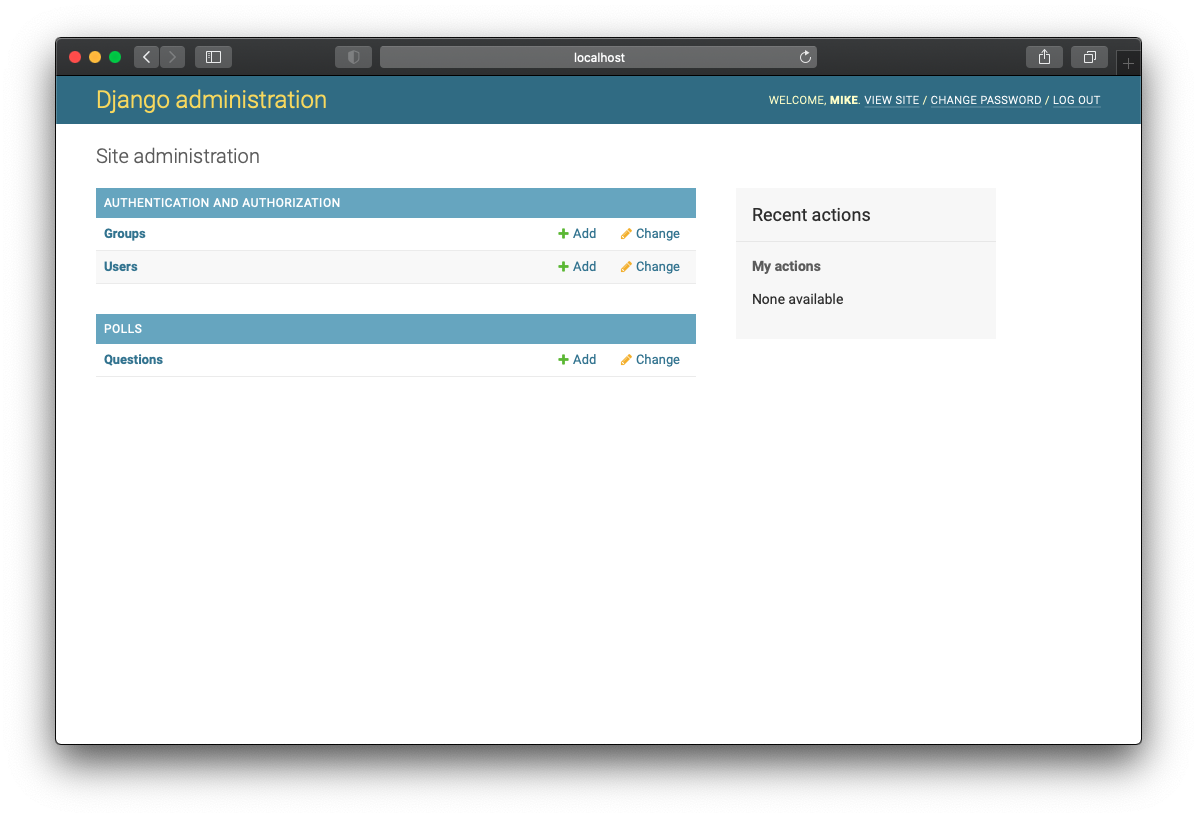 localhost
Django administration
WELCOME, MIKE. VIEW SITE / CHANGE PASSWORD / LOG OUT
Site administration
AUTHENTICATION AND AUTHORIZATION
Groups Add Change
Users Add Change
POLLS
Questions Add Change
Recent actions
My actions
None available